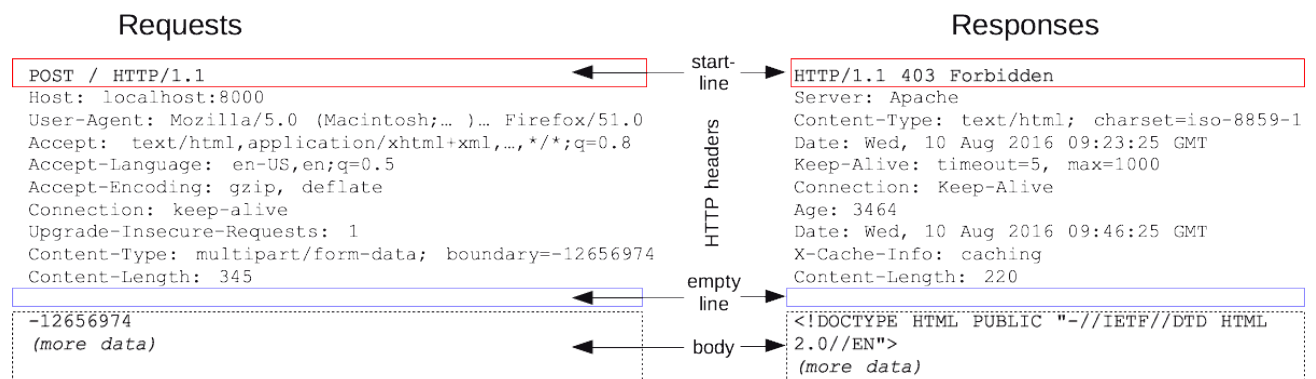 Requests
POST / HTTP/1.1
Host: localhost:8000
User-Agent: Mozilla/5.0 (Macintosh;… )… Firefox/51.0
Accept: text/html,application/xhtml+xml,…,*/*;q=0.8
Accept-Language: en-US,en;q=0.5
Accept-Encoding: gzip, deflate
Connection: keep-alive
Upgrade-Insecure-Requests: 1
Content-Type: multipart/form-data; boundary=-12656974
Content-Length: 345
-12656974
(more data)
start-
line
HTTP headers
empty
line
body
Responses
HTTP/1.1 403 Forbidden
Server: Apache
Content-Type: text/html; charset=iso-8859-1
Date: Wed, 10 Aug 2016 09:23:25 GMT
Keep-Alive: timeout=5, max=1000
Connection: Keep-Alive
Age: 3464
Date: Wed, 10 Aug 2016 09:46:25 GMT
X-Cache-Info: caching
Content-Length: 220
<!DOCTYPE HTML PUBLIC "-//IETF//DTD HTML
2.0//EN">
(more data)